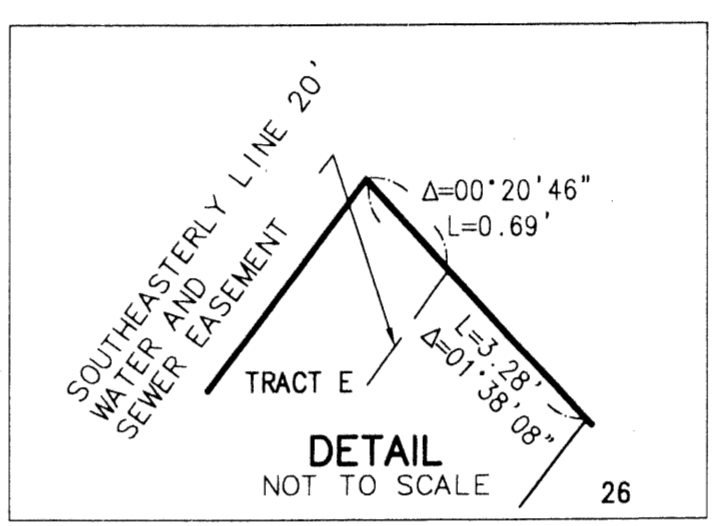 SOUTHEASTERLY LINE 20'
WATER AND
SEWER EASEMENT
Δ=00°20'46"
L=0.69'
L=3.28'
Δ=01°38'08"
TRACT E
DETAIL
NOT TO SCALE
26